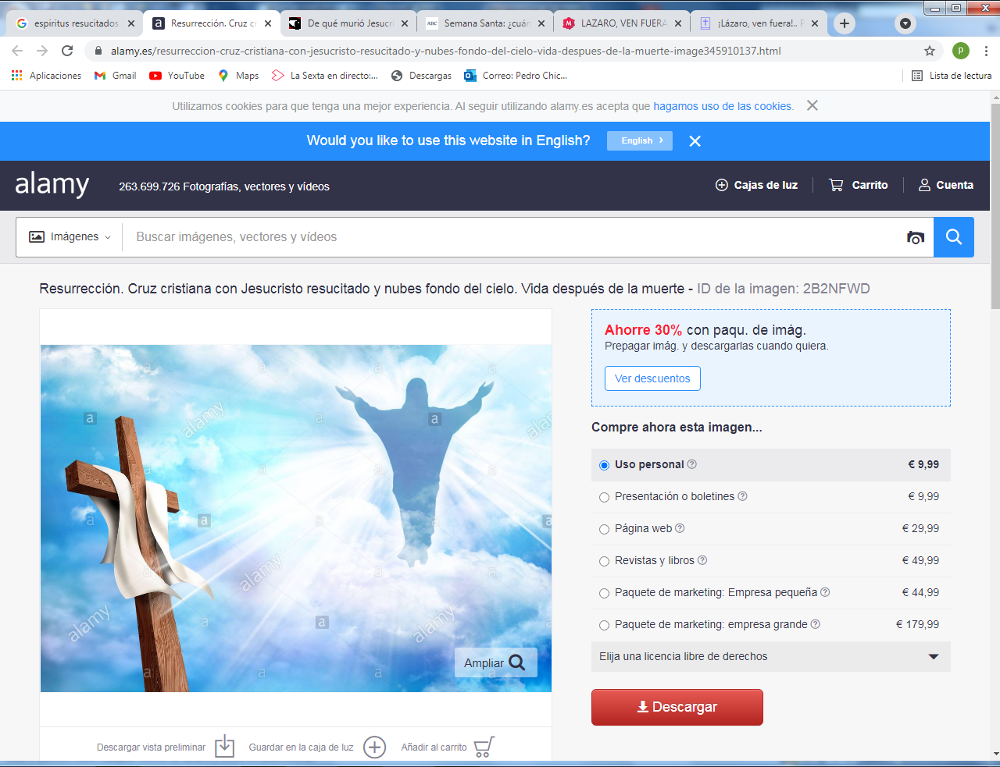 espiritus resucitados
Resurrección. Cruz cr
De qué murió Jesucri
ABC
Semana Santa: ¿cuán
LAZARO, VEN FUERA
¡Lázaro, ven fuera!.. P
alamy.es/resurreccion-cruz-cristiana-con-jesucristo-resucitado-y-nubes-fondo-del-cielo-vida-despues-de-la-muerte-image345910137.html
P
Aplicaciones
Gmail
YouTube
Maps
La Sexta en directo:...
Descargas
Correo: Pedro Chic...
Lista de lectura
Utilizamos cookies para que tenga una mejor experiencia. Al seguir utilizando alamy.es acepta que hagamos uso de las cookies.
Would you like to use this website in English?
English
alamy
263.699.726 Fotografías, vectores y vídeos
Cajas de luz
Carrito
Cuenta
Imágenes
Buscar imágenes, vectores y vídeos
Resurrección. Cruz cristiana con Jesucristo resucitado y nubes fondo del cielo. Vida después de la muerte - ID de la imagen: 2B2NFWD
Ahorre 30% con paqu. de imág.
Prepagar imág. y descargarlas cuando quiera.
Ver descuentos
Compre ahora esta imagen...
Uso personal € 9,99
Presentación o boletines € 9,99
Página web € 29,99
Revistas y libros € 49,99
Paquete de marketing: Empresa pequeña € 44,99
Paquete de marketing: empresa grande € 179,99
Elija una licencia libre de derechos
Descargar
alamy
alamy
alamy
alamy
alamy
Ampliar
Descargar vista preliminar
Guardar en la caja de luz
Añadir al carrito